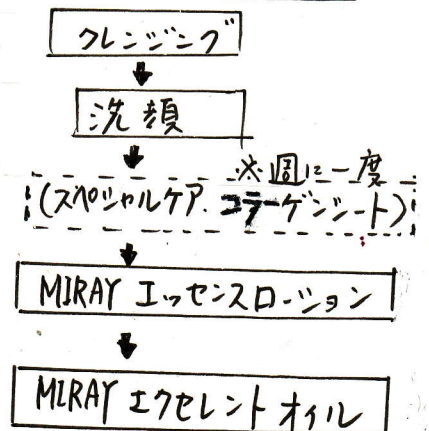 クレンジング
洗顔
※週に一度
(スペシャルケア.コラーゲンシート)
MIRAY エッセンスローション
MIRAY エクセレントオイル